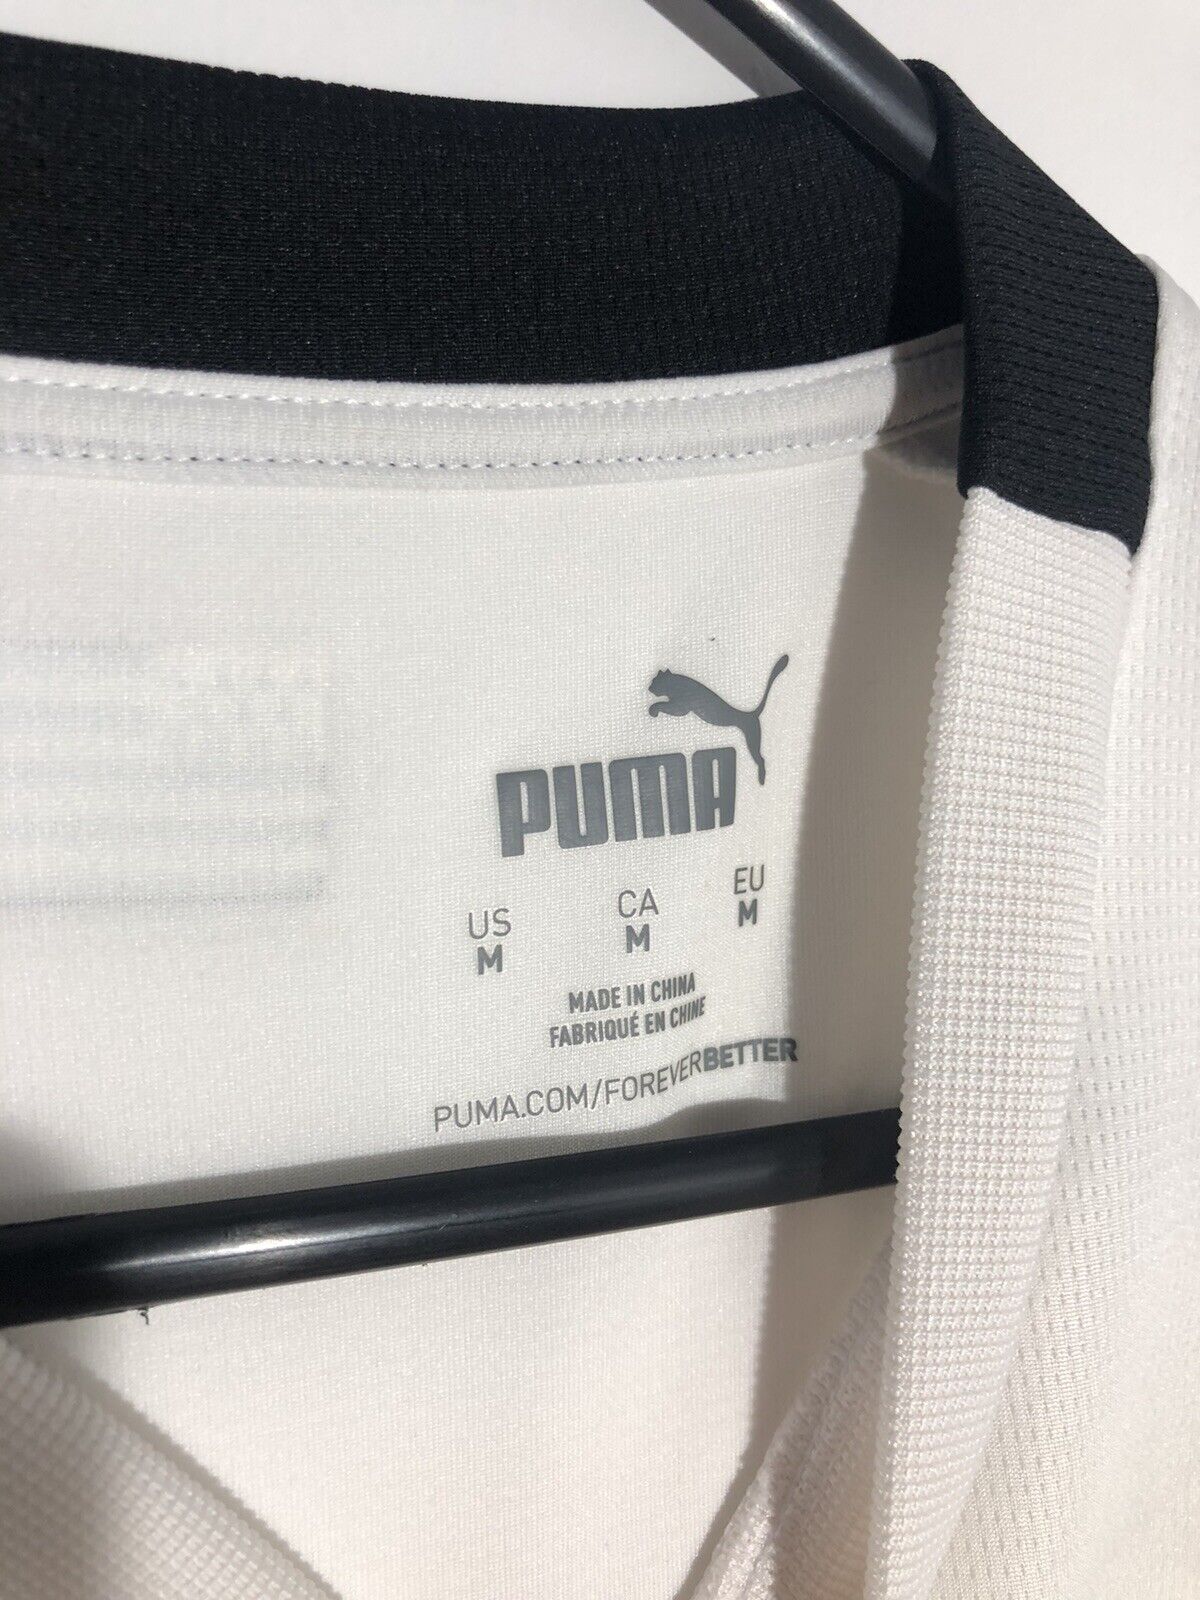 PUMA
US CA EU
M M M
MADE IN CHINA
FABRIQUÉ EN CHINE
PUMA.COM/FOREVERBETTER